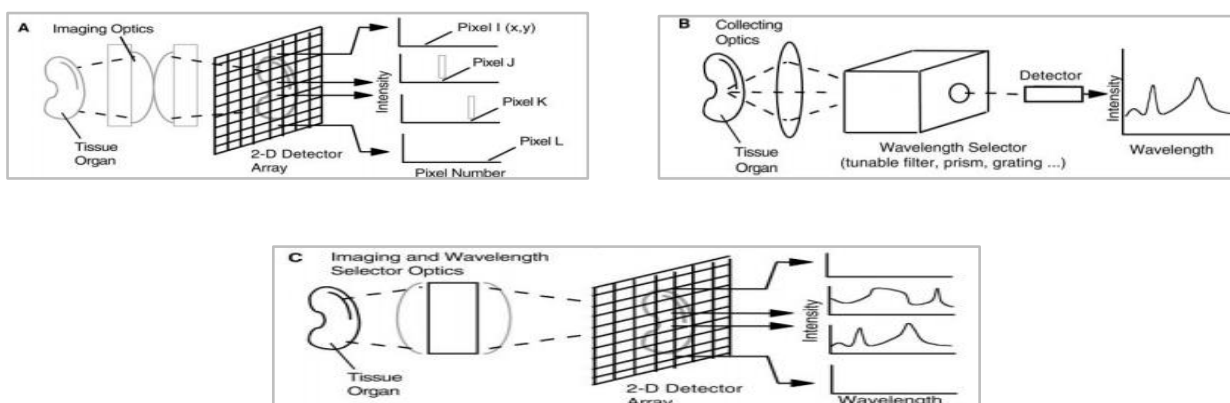 A
Imaging Optics
Tissue
Organ
2-D Detector
Array
Intensity
Pixel I (x,y)
Pixel J
Pixel K
Pixel L
Pixel Number
B
Collecting
Optics
Tissue
Organ
Wavelength Selector
(tunable filter, prism, grating ...)
Detector
Intensity
Wavelength
C Imaging and Wavelength
Selector Optics
Tissue
Organ
2-D Detector
Array
Intensity
Wavelength